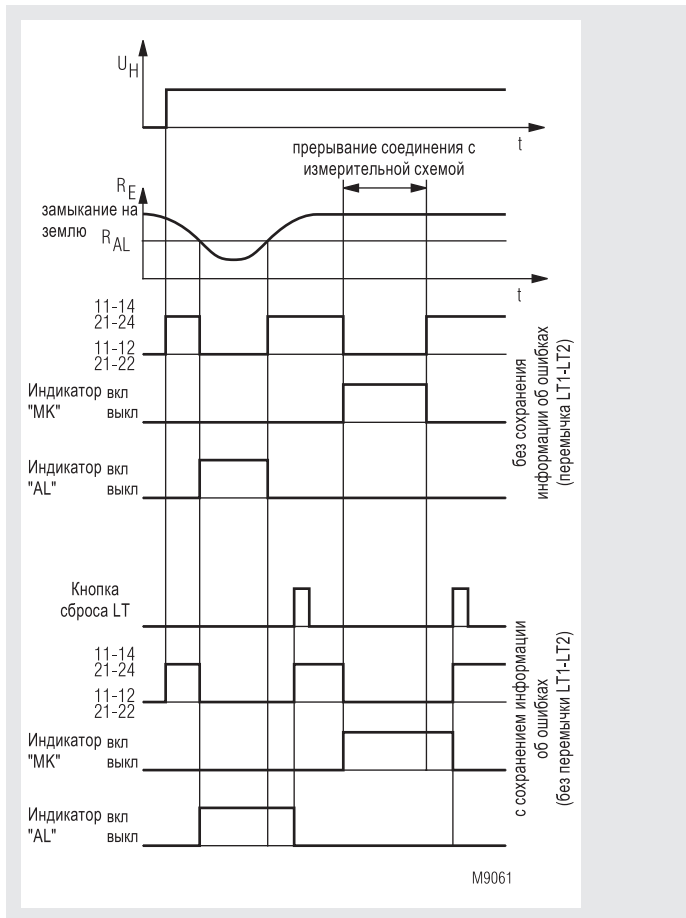 U_H
t
прерывание соединения с
измерительной схемой
R_E
замыкание на
землю R_AL
t
11-14
21-24
11-12
21-22
Индикатор вкл
"МК" выкл
Индикатор вкл
"AL" выкл
без сохранения
информации об ошибках
(перемычка LT1-LT2)
Кнопка
сброса LT
11-14
21-24
11-12
21-22
Индикатор вкл
"МК" выкл
Индикатор вкл
"AL" выкл
с сохранением информации
об ошибках
(без перемычки LT1-LT2)
M9061